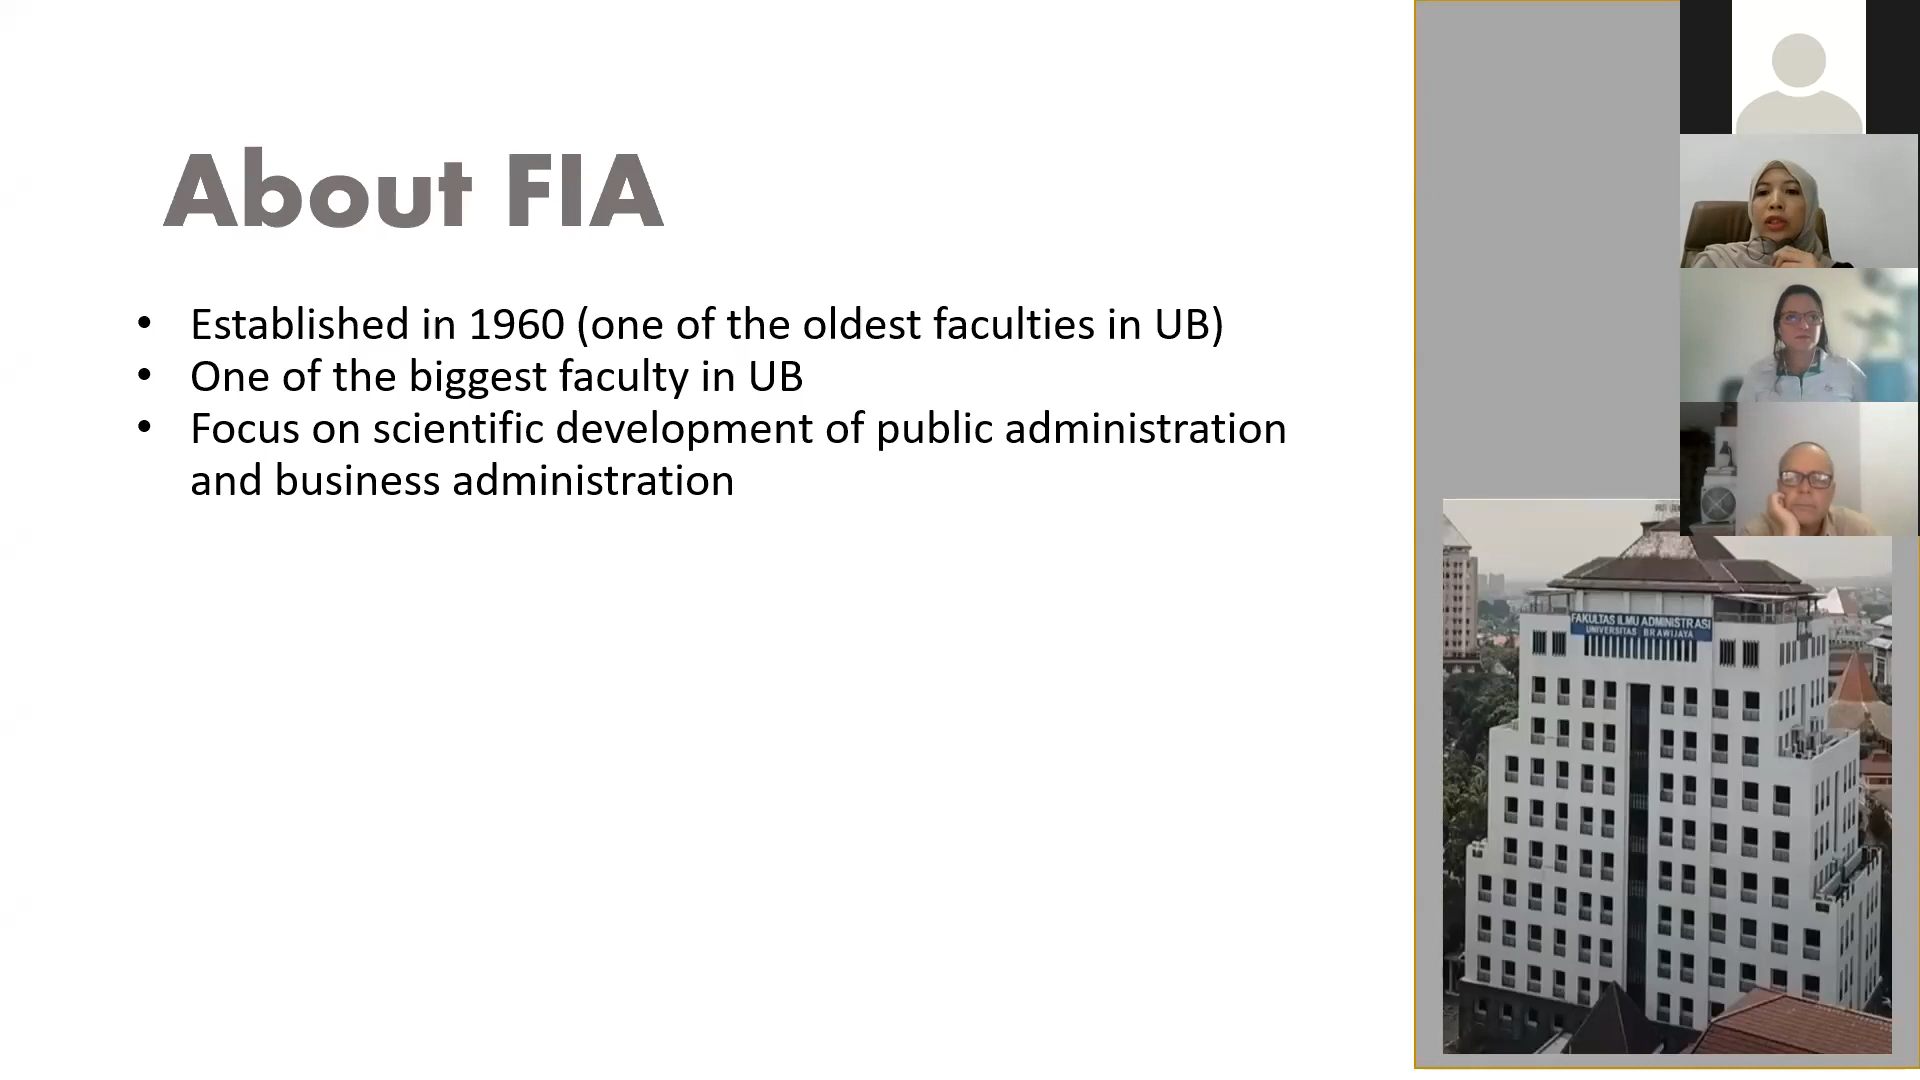 About FIA
• Established in 1960 (one of the oldest faculties in UB)
• One of the biggest faculty in UB
• Focus on scientific development of public administration
and business administration
FAKULTAS ILMU ADMINISTRASI
UNIVERSITAS BRAWIJAYA